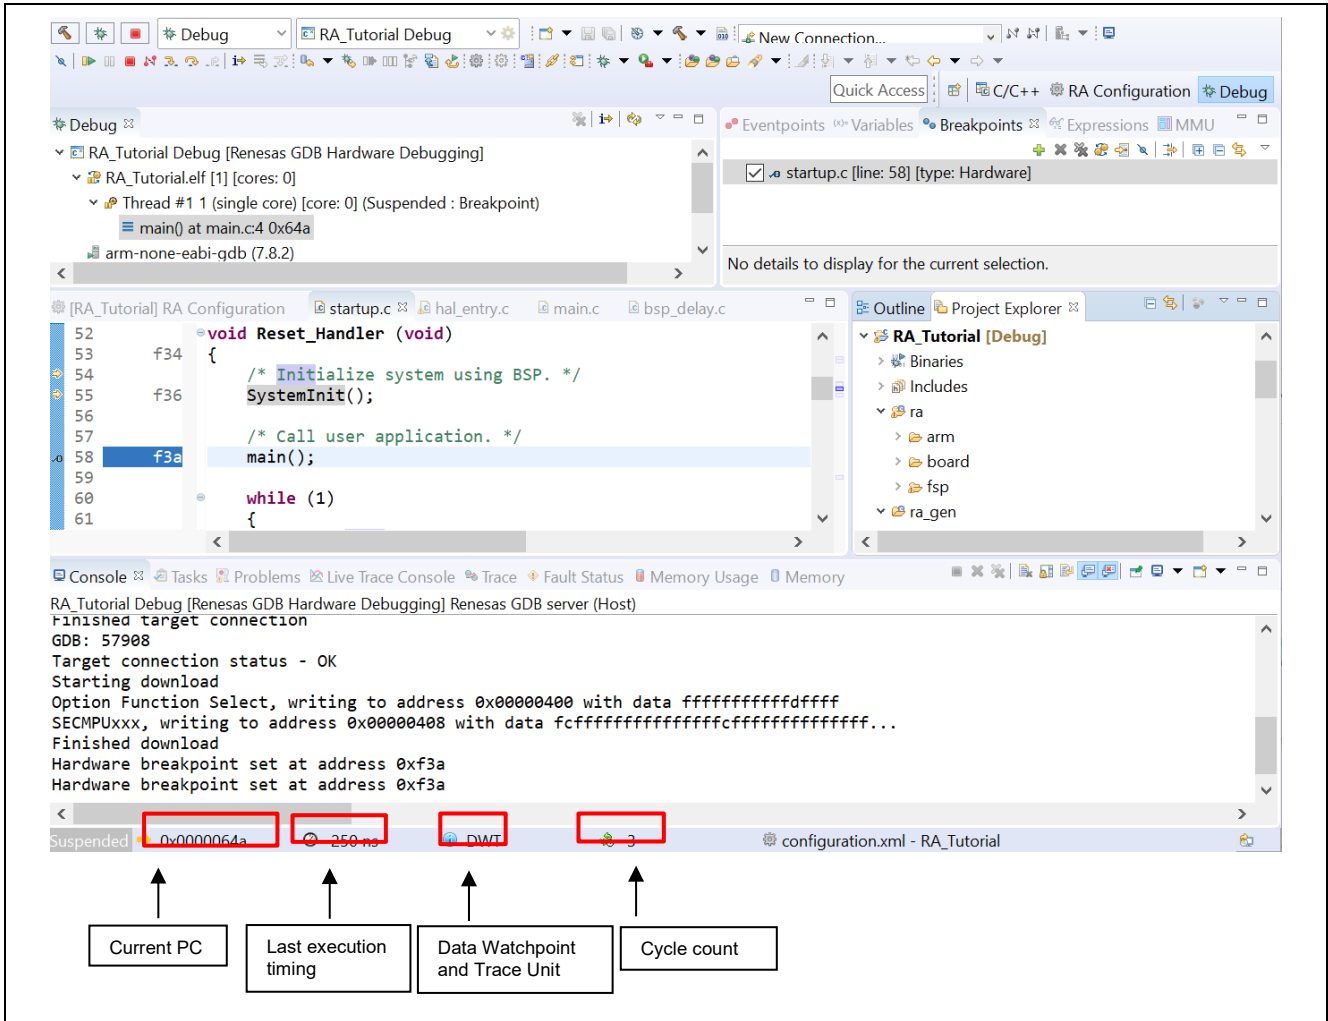 Debug RA_Tutorial Debug New Connection...
Quick Access C/C++ RA Configuration Debug
Debug
Eventpoints Variables Breakpoints Expressions MMU
RA_Tutorial Debug [Renesas GDB Hardware Debugging]
RA_Tutorial.elf [1] [cores: 0]
Thread #1 1 (single core) [core: 0] (Suspended : Breakpoint)
main() at main.c:4 0x64a
arm-none-eabi-gdb (7.8.2)
startup.c [line: 58] [type: Hardware]
No details to display for the current selection.
[RA_Tutorial] RA Configuration startup.c hal_entry.c main.c bsp_delay.c
52 void Reset_Handler (void)
53 f34 {
54 /* Initialize system using BSP. */
55 f36 SystemInit();
56
57 /* Call user application. */
58 f3a main();
59
60 while (1)
61 {
Outline Project Explorer
RA_Tutorial [Debug]
Binaries
Includes
ra
arm
board
fsp
ra_gen
Console Tasks Problems Live Trace Console Trace Fault Status Memory Usage Memory
RA_Tutorial Debug [Renesas GDB Hardware Debugging] Renesas GDB server (Host)
Finished target connection
GDB: 57908
Target connection status - OK
Starting download
Option Function Select, writing to address 0x00000400 with data fffffffffffdffff
SECMPUxxx, writing to address 0x00000408 with data fcffffffffffffffcffffffffffffff...
Finished download
Hardware breakpoint set at address 0xf3a
Hardware breakpoint set at address 0xf3a
Suspended 0x0000064a 250 ns DWT 3 configuration.xml - RA_Tutorial
Current PC
Last execution
timing
Data Watchpoint
and Trace Unit
Cycle count